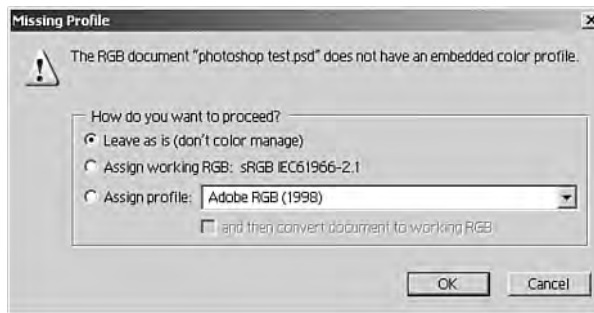 Missing Profile
The RGB document "photoshop test.psd" does not have an embedded color profile.
How do you want to proceed?
Leave as is (don't color manage)
Assign working RGB: sRGB IEC61966-2.1
Assign profile: Adobe RGB (1998)
and then convert document to working RGB
OK Cancel